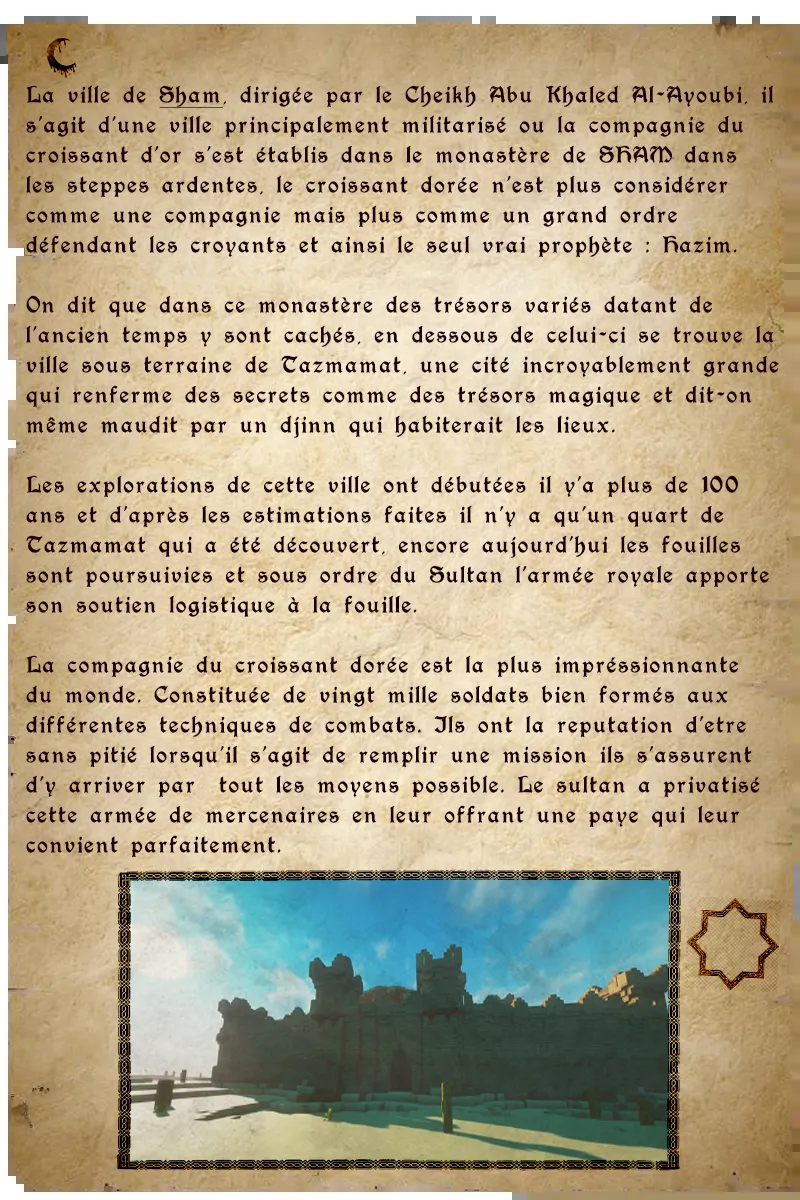 La ville de Sham, dirigée par le Cheikh Abu Khaled Al-Ayoubi, il
s'agit d'une ville principalement militarisé ou la compagnie du
croissant d'or s'est établis dans le monastère de SHAM dans
les steppes ardentes, le croissant dorée n'est plus considérer
comme une compagnie mais plus comme un grand ordre
défendant les croyants et ainsi le seul vrai prophète : Hazim.
On dit que dans ce monastère des trésors variés datant de
l'ancien temps y sont cachés, en dessous de celui-ci se trouve la
ville sous terraine de Tazmamat, une cité incroyablement grande
qui renferme des secrets comme des trésors magique et dit-on
même maudit par un djinn qui habiterait les lieux.
Les explorations de cette ville ont débutées il y'a plus de 100
ans et d'après les estimations faites il n'y a qu'un quart de
Tazmamat qui a été découvert, encore aujourd'hui les fouilles
sont poursuivies et sous ordre du Sultan l'armée royale apporte
son soutien logistique à la fouille.
La compagnie du croissant dorée est la plus impréssionnante
du monde. Constituée de vingt mille soldats bien formés aux
différentes techniques de combats. Ils ont la reputation d'etre
sans pitié lorsqu'il s'agit de remplir une mission ils s'assurent
d'y arriver par  tout les moyens possible. Le sultan a privatisé
cette armée de mercenaires en leur offrant une paye qui leur
convient parfaitement.